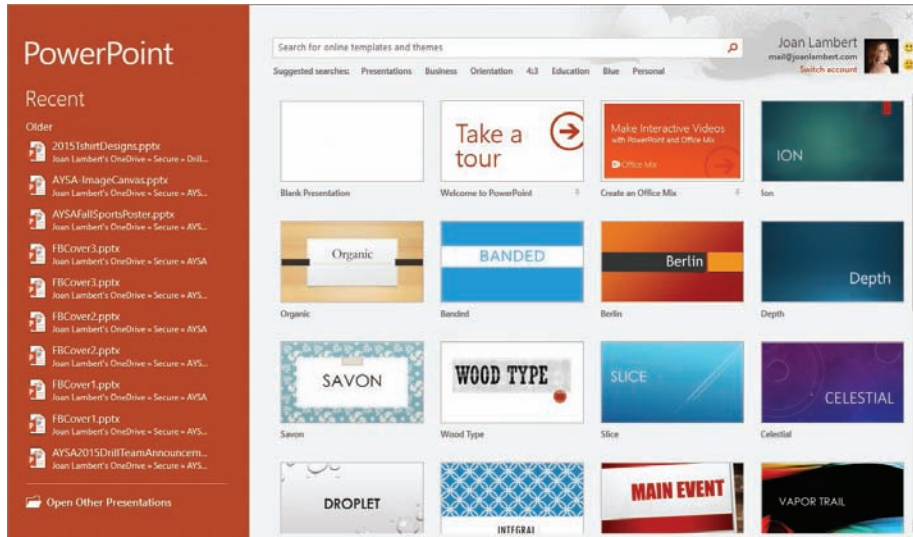 PowerPoint
Recent
Older
2015TshirtDesigns.pptx
Joan Lambert's OneDrive » Secure » Drill...
AYSA-ImageCanvas.pptx
Joan Lambert's OneDrive » Secure » AYS...
AYSAFallSportsPoster.pptx
Joan Lambert's OneDrive » Secure » AYS...
FBCover3.pptx
Joan Lambert's OneDrive » Secure » AYSA
FBCover3.pptx
Joan Lambert's OneDrive » Secure » AYS...
FBCover2.pptx
Joan Lambert's OneDrive » Secure » AYSA
FBCover2.pptx
Joan Lambert's OneDrive » Secure » AYS...
FBCover1.pptx
Joan Lambert's OneDrive » Secure » AYSA
FBCover1.pptx
Joan Lambert's OneDrive » Secure » AYS...
AYSA2015DrillTeamAnnouncem...
Joan Lambert's OneDrive » Secure » AYS...
Open Other Presentations
Search for online templates and themes
Joan Lambert
mail@joanlambert.com
Switch account
Suggested searches: Presentations Business Orientation 4:3 Education Blue Personal
Take a
tour
Make Interactive Videos
with PowerPoint and Office Mix
Office Mix
ION
Blank Presentation
Welcome to PowerPoint
Create an Office Mix
Ion
Organic
BANDED
Berlin
Depth
Organic
Banded
Berlin
Depth
SAVON
WOOD TYPE
SLICE
CELESTIAL
Savon
Wood Type
Slice
Celestial
DROPLET
INTEGRAL
MAIN EVENT
VAPOR TRAIL